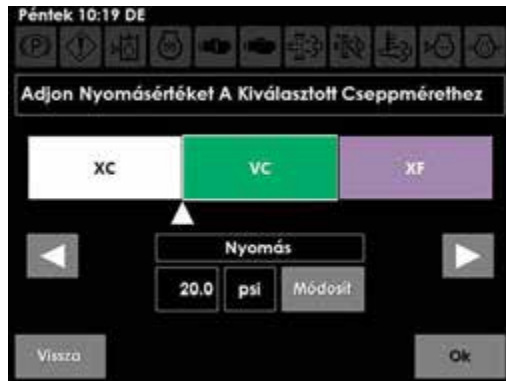 Péntek 10:19 DE
Adjon Nyomásértéket A Kiválasztott Cseppmérethez
XC VC XF
Nyomás
20.0 psi Módosít
Vissza Ok